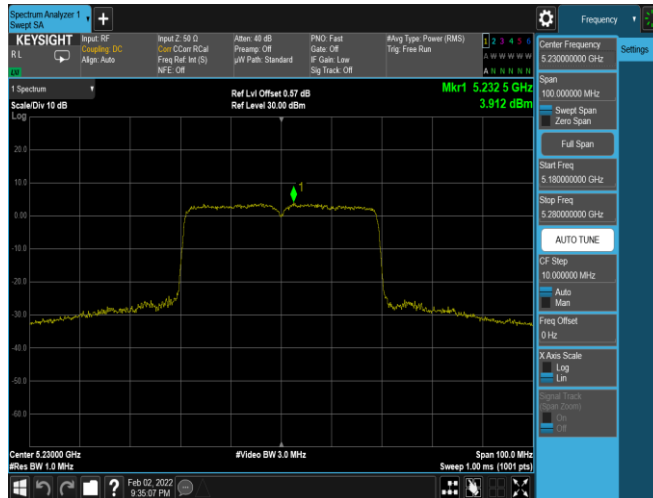 Spectrum Analyzer 1
Swept SA
+
Frequency
KEYSIGHT
R L
LW
Input: RF
Coupling: DC
Align: Auto
Input Z: 50 Ω
Corr CCorr RCal
Freq Ref: Int (S)
NFE: Off
Atten: 40 dB
Preamp: Off
µW Path: Standard
PNO: Fast
Gate: Off
IF Gain: Low
Sig Track: Off
#Avg Type: Power (RMS)
Trig: Free Run
1 2 3 4 5 6
A W W W W W
A N N N N N
Settings
Center Frequency
5.230000000 GHz
Span
100.000000 MHz
Swept Span
Zero Span
Full Span
Start Freq
5.180000000 GHz
Stop Freq
5.280000000 GHz
AUTO TUNE
CF Step
10.000000 MHz
Auto
Man
Freq Offset
0 Hz
X Axis Scale
Log
Lin
Signal Track
(Span Zoom)
On
Off
1 Spectrum
Scale/Div 10 dB
Log
Ref Lvl Offset 0.57 dB
Ref Level 30.00 dBm
Mkr1 5.232 5 GHz
3.912 dBm
1
20.0
10.0
0.00
-10.0
-20.0
-30.0
-40.0
-50.0
-60.0
Center 5.23000 GHz
#Res BW 1.0 MHz
#Video BW 3.0 MHz
Span 100.0 MHz
Sweep 1.00 ms (1001 pts)
?
Feb 02, 2022
9:35:07 PM